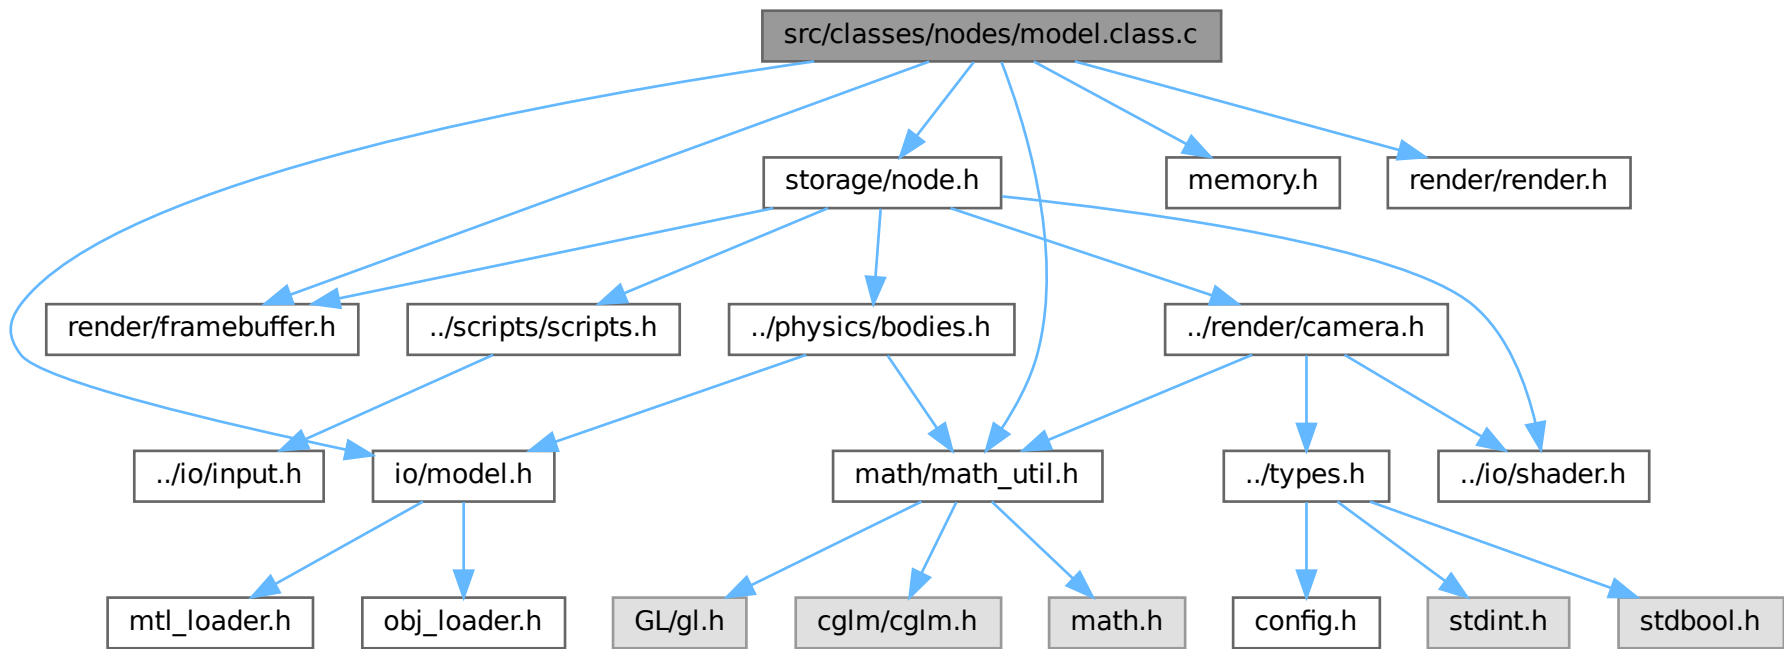 src/classes/nodes/model.class.c
storage/node.h
memory.h
render/render.h
render/framebuffer.h
../scripts/scripts.h
../physics/bodies.h
../render/camera.h
../io/input.h
io/model.h
math/math_util.h
../types.h
../io/shader.h
mtl_loader.h
obj_loader.h
GL/gl.h
cglm/cglm.h
math.h
config.h
stdint.h
stdbool.h